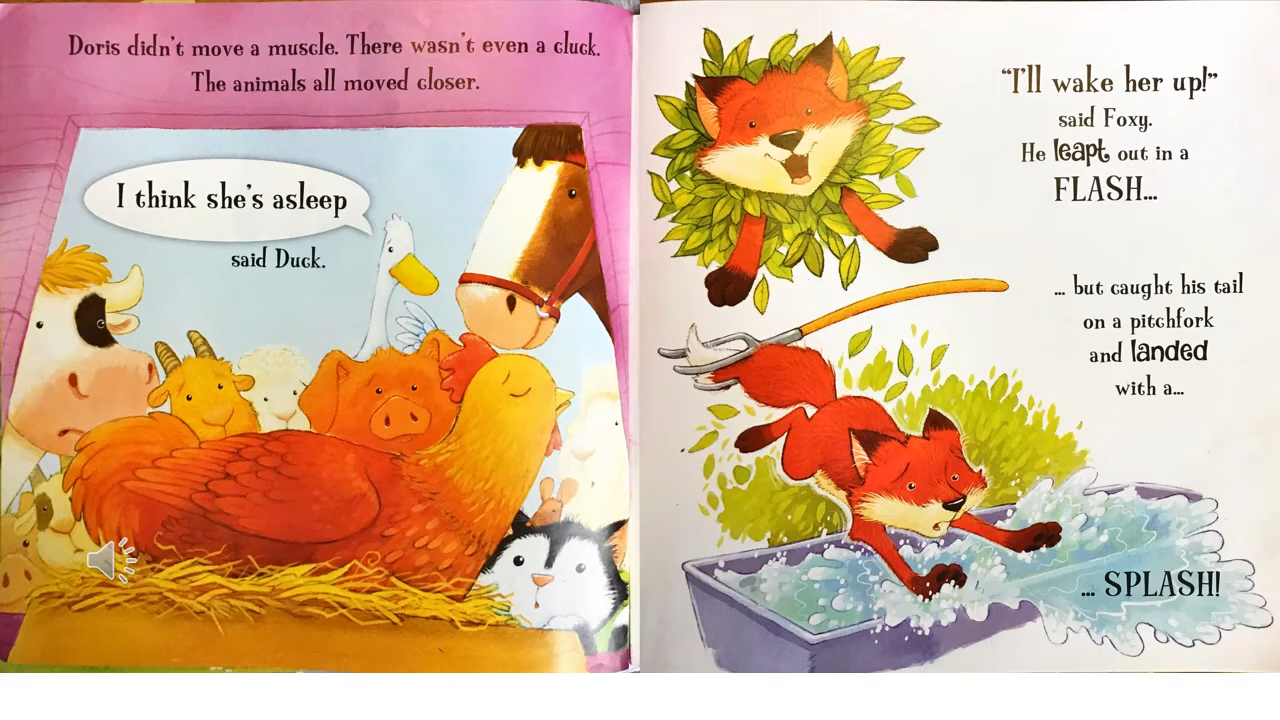 Doris didn't move a muscle. There wasn't even a cluck.
The animals all moved closer.
I think she's asleep
said Duck.
"I'll wake her up!"
said Foxy.
He leapt out in a
FLASH...
... but caught his tail
on a pitchfork
and landed
with a...
... SPLASH!